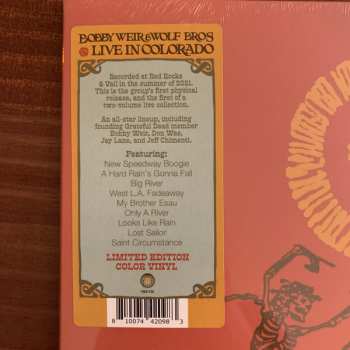 BOBBY WEIR & WOLF BROS
LIVE IN COLORADO
Recorded at Red Rocks
& Vail in the summer of 2021.
This is the group's first physical
release, and the first of a
two-volume live collection.
An all-star lineup, including
founding Grateful Dead member
Bobby Weir, Don Was,
Jay Lane, and Jeff Chimenti.
Featuring:
New Speedway Boogie
A Hard Rain's Gonna Fall
Big River
West L.A. Fadeaway
My Brother Esau
Only A River
Looks Like Rain
Lost Sailor
Saint Circumstance
LIMITED EDITION
COLOR VINYL
8 10074 42098 3